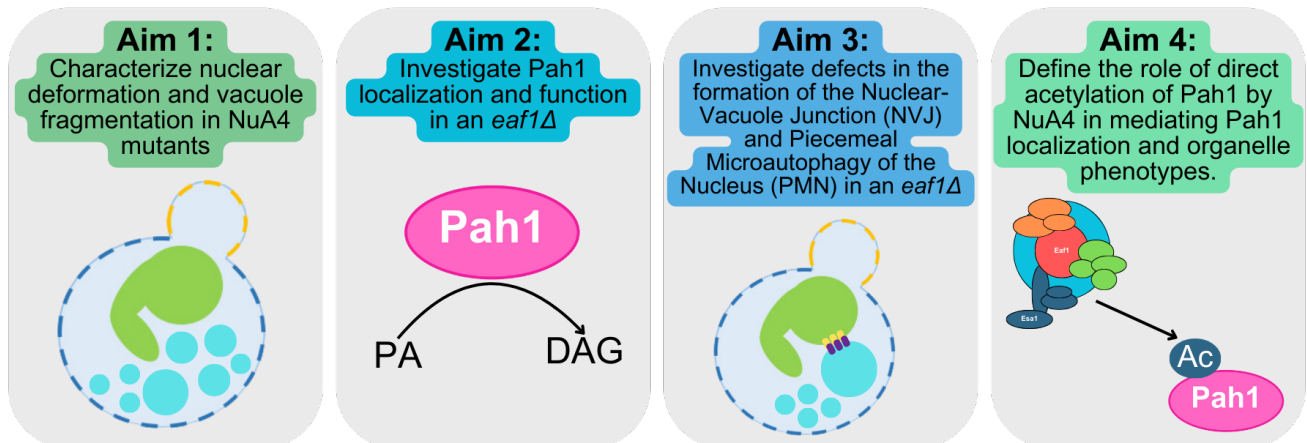 Aim 1:
Characterize nuclear
deformation and vacuole
fragmentation in NuA4
mutants
Aim 2:
Investigate Pah1
localization and function
in an eaf1Δ
Pah1
PA
DAG
Aim 3:
Investigate defects in the
formation of the Nuclear-
Vacuole Junction (NVJ)
and Piecemeal
Microautophagy of the
Nucleus (PMN) in an eaf1Δ
Aim 4:
Define the role of direct
acetylation of Pah1 by
NuA4 in mediating Pah1
localization and organelle
phenotypes.
Eaf1
Esa1
Ac
Pah1